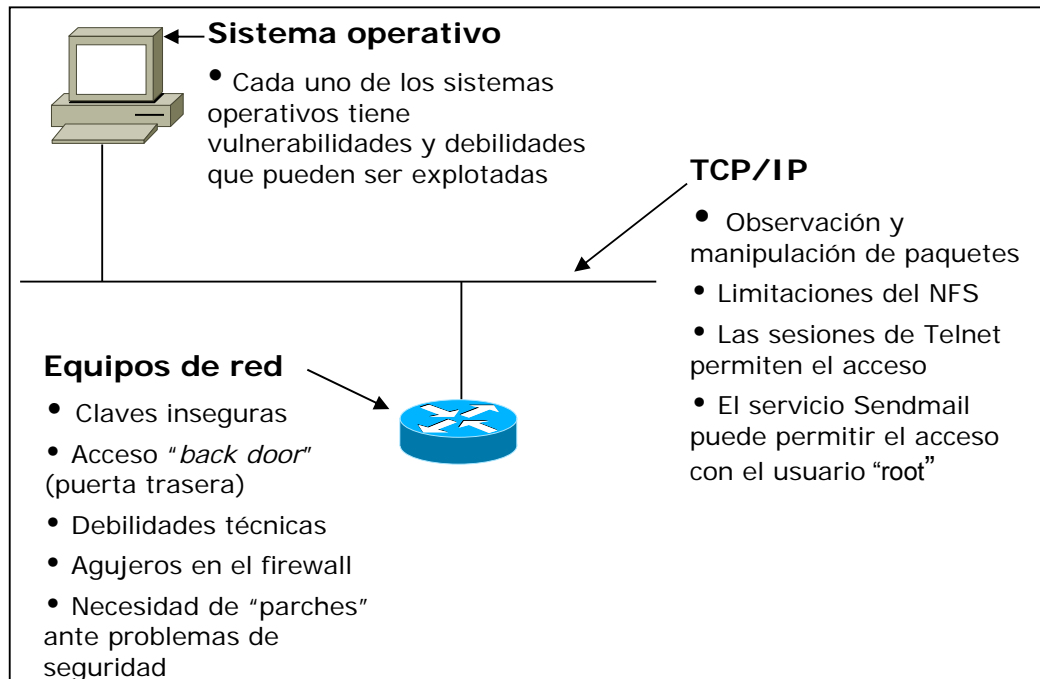 Sistema operativo
• Cada uno de los sistemas
operativos tiene
vulnerabilidades y debilidades
que pueden ser explotadas
TCP/IP
• Observación y
manipulación de paquetes
• Limitaciones del NFS
• Las sesiones de Telnet
permiten el acceso
• El servicio Sendmail
puede permitir el acceso
con el usuario “root”
Equipos de red
• Claves inseguras
• Acceso “back door”
(puerta trasera)
• Debilidades técnicas
• Agujeros en el firewall
• Necesidad de “parches”
ante problemas de
seguridad